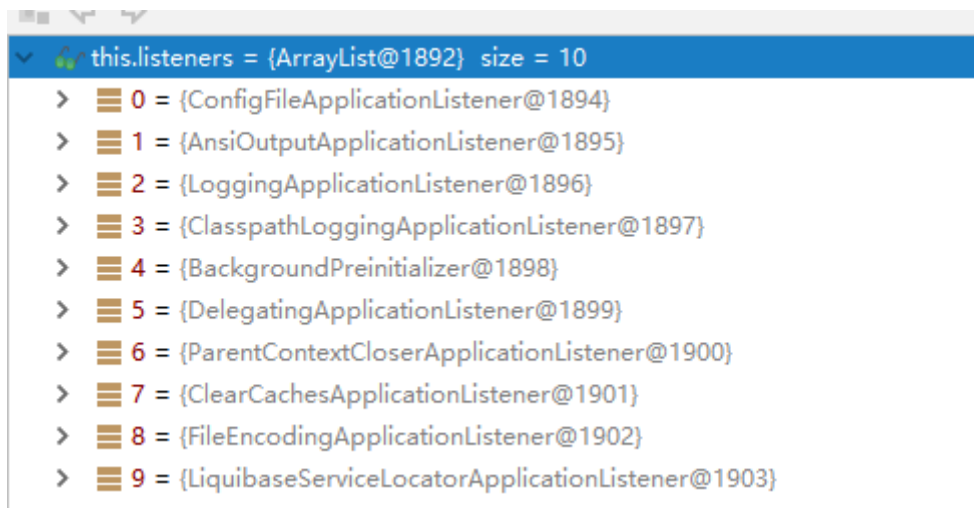 this.listeners = {ArrayList@1892} size = 10
0 = {ConfigFileApplicationListener@1894}
1 = {AnsiOutputApplicationListener@1895}
2 = {LoggingApplicationListener@1896}
3 = {ClasspathLoggingApplicationListener@1897}
4 = {BackgroundPreinitializer@1898}
5 = {DelegatingApplicationListener@1899}
6 = {ParentContextCloserApplicationListener@1900}
7 = {ClearCachesApplicationListener@1901}
8 = {FileEncodingApplicationListener@1902}
9 = {LiquibaseServiceLocatorApplicationListener@1903}